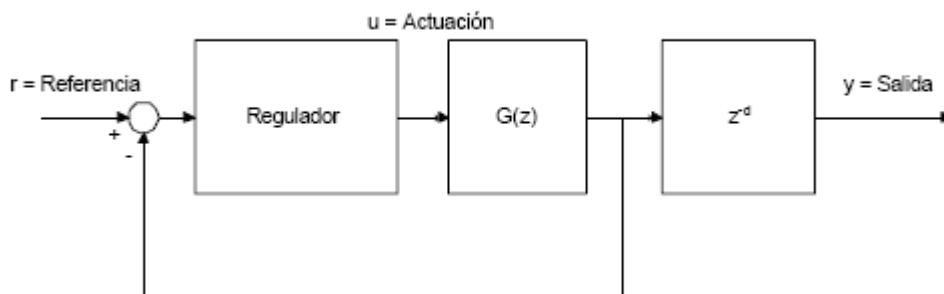 u = Actuación
r = Referencia
y = Salida
Regulador
G(z)
z^-d
+
-